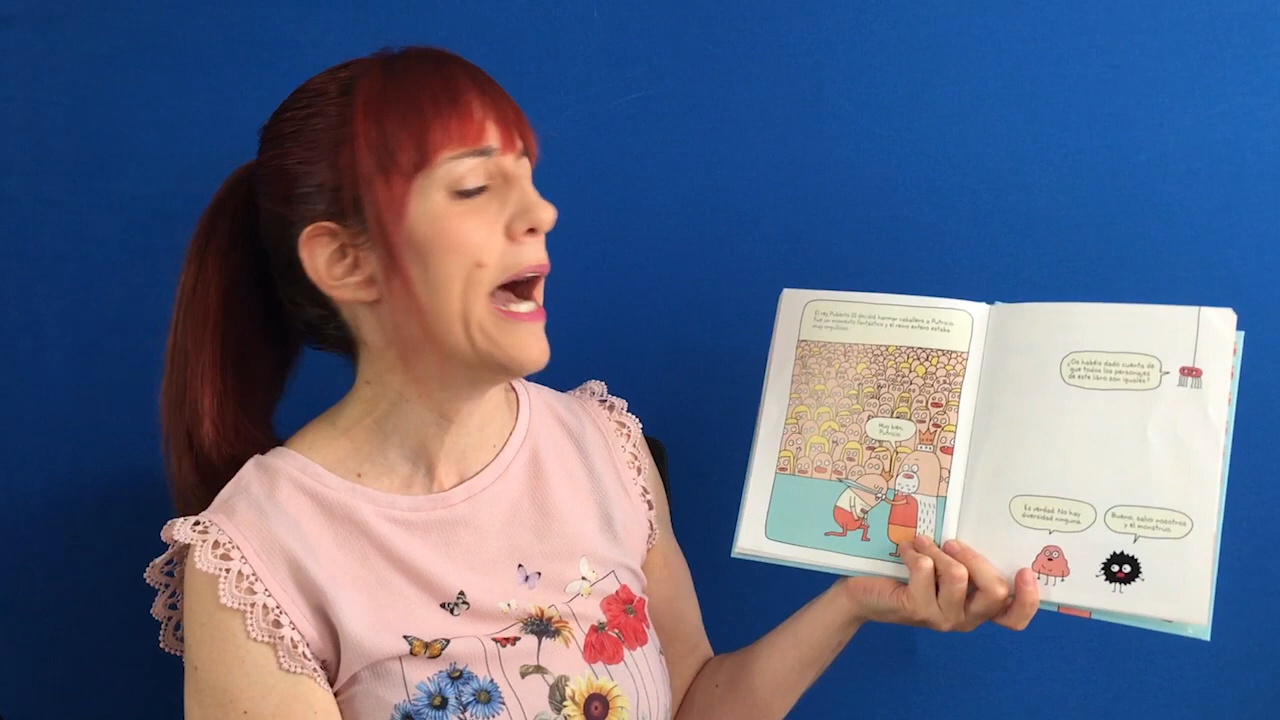 El rey Roberto III decidió nombrar caballero a Putricio.
Fue un momento fantástico y el reino entero estaba
muy orgulloso.
Muy bien,
Putricio.
¿Os habéis dado cuenta de
que todos los personajes
de este libro son iguales?
Es verdad. No hay
diversidad ninguna.
Bueno, salvo nosotros
y el monstruo.